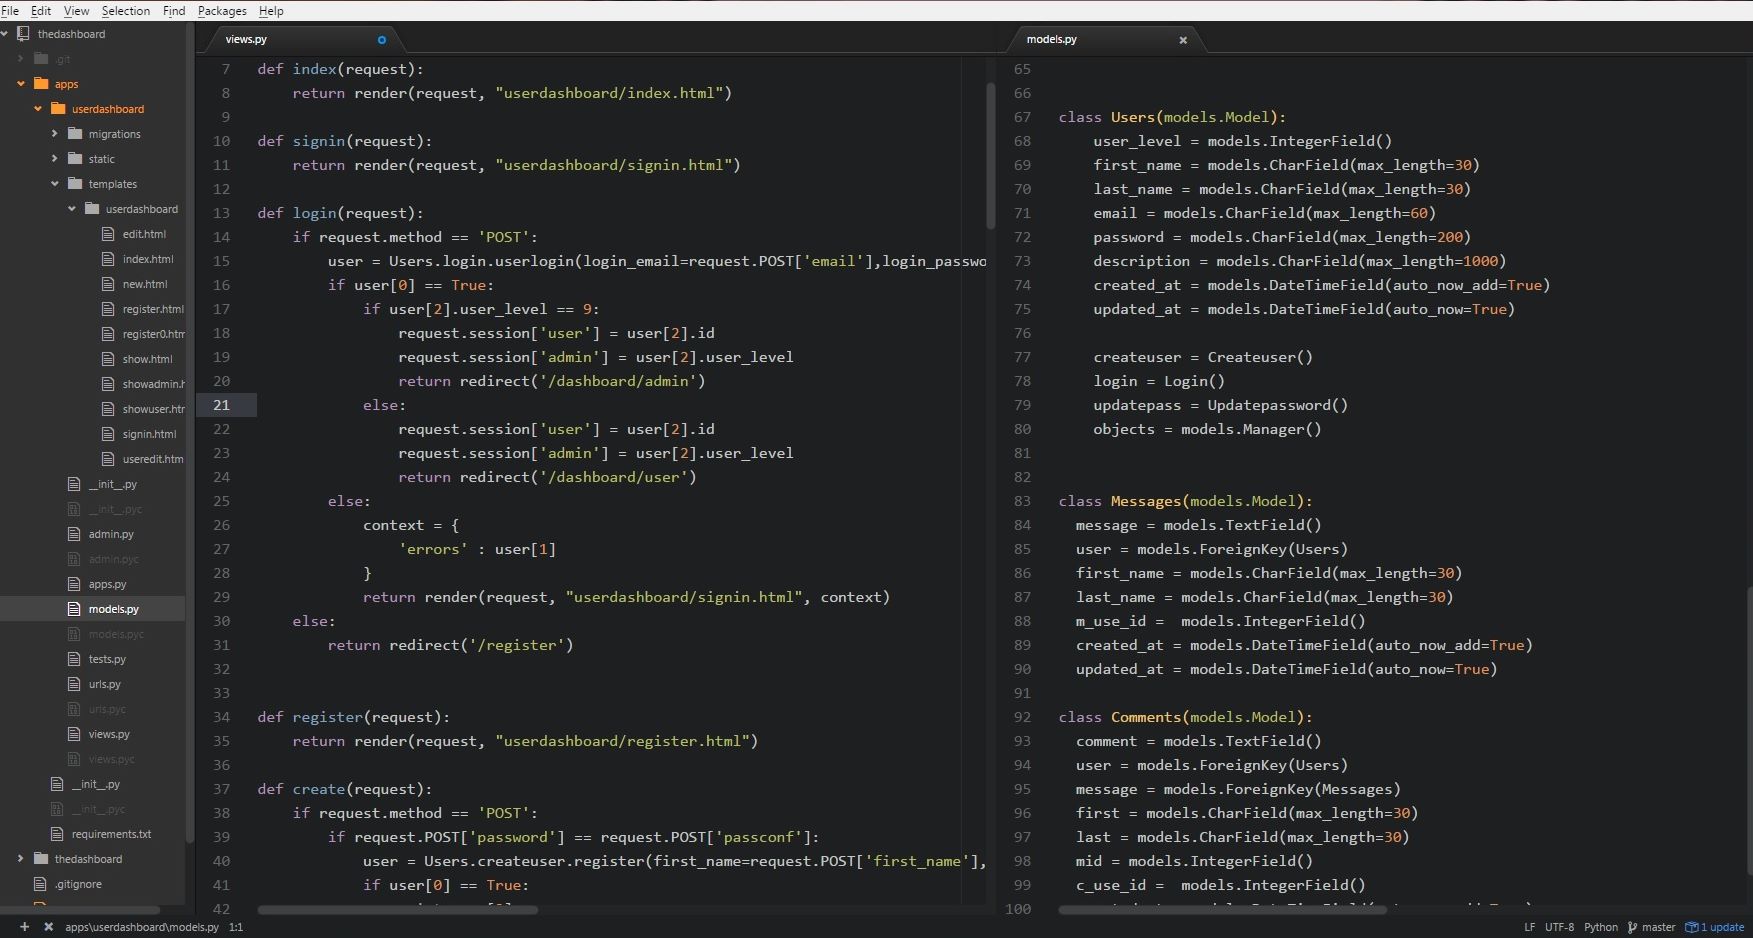 File Edit View Selection Find Packages Help
thedashboard
.git
apps
userdashboard
migrations
static
templates
userdashboard
edit.html
index.html
new.html
register.html
register0.htm
show.html
showadmin.h
showuser.htm
signin.html
useredit.htm
__init__.py
__init__.pyc
admin.py
admin.pyc
apps.py
models.py
models.pyc
tests.py
urls.py
urls.pyc
views.py
views.pyc
__init__.py
__init__.pyc
requirements.txt
thedashboard
.gitignore
views.py
7 def index(request):
8 return render(request, "userdashboard/index.html")
9
10 def signin(request):
11 return render(request, "userdashboard/signin.html")
12
13 def login(request):
14 if request.method == 'POST':
15 user = Users.login.userlogin(login_email=request.POST['email'],login_passwo
16 if user[0] == True:
17 if user[2].user_level == 9:
18 request.session['user'] = user[2].id
19 request.session['admin'] = user[2].user_level
20 return redirect('/dashboard/admin')
21 else:
22 request.session['user'] = user[2].id
23 request.session['admin'] = user[2].user_level
24 return redirect('/dashboard/user')
25 else:
26 context = {
27 'errors' : user[1]
28 }
29 return render(request, "userdashboard/signin.html", context)
30 else:
31 return redirect('/register')
32
33
34 def register(request):
35 return render(request, "userdashboard/register.html")
36
37 def create(request):
38 if request.method == 'POST':
39 if request.POST['password'] == request.POST['passconf']:
40 user = Users.createuser.register(first_name=request.POST['first_name'],
41 if user[0] == True:
42
models.py
65
66
67 class Users(models.Model):
68 user_level = models.IntegerField()
69 first_name = models.CharField(max_length=30)
70 last_name = models.CharField(max_length=30)
71 email = models.CharField(max_length=60)
72 password = models.CharField(max_length=200)
73 description = models.CharField(max_length=1000)
74 created_at = models.DateTimeField(auto_now_add=True)
75 updated_at = models.DateTimeField(auto_now=True)
76
77 createuser = Createuser()
78 login = Login()
79 updatepass = Updatepassword()
80 objects = models.Manager()
81
82
83 class Messages(models.Model):
84 message = models.TextField()
85 user = models.ForeignKey(Users)
86 first_name = models.CharField(max_length=30)
87 last_name = models.CharField(max_length=30)
88 m_use_id =  models.IntegerField()
89 created_at = models.DateTimeField(auto_now_add=True)
90 updated_at = models.DateTimeField(auto_now=True)
91
92 class Comments(models.Model):
93 comment = models.TextField()
94 user = models.ForeignKey(Users)
95 message = models.ForeignKey(Messages)
96 first = models.CharField(max_length=30)
97 last = models.CharField(max_length=30)
98 mid = models.IntegerField()
99 c_use_id =  models.IntegerField()
100
apps\userdashboard\models.py 1:1
LF UTF-8 Python master 1 update